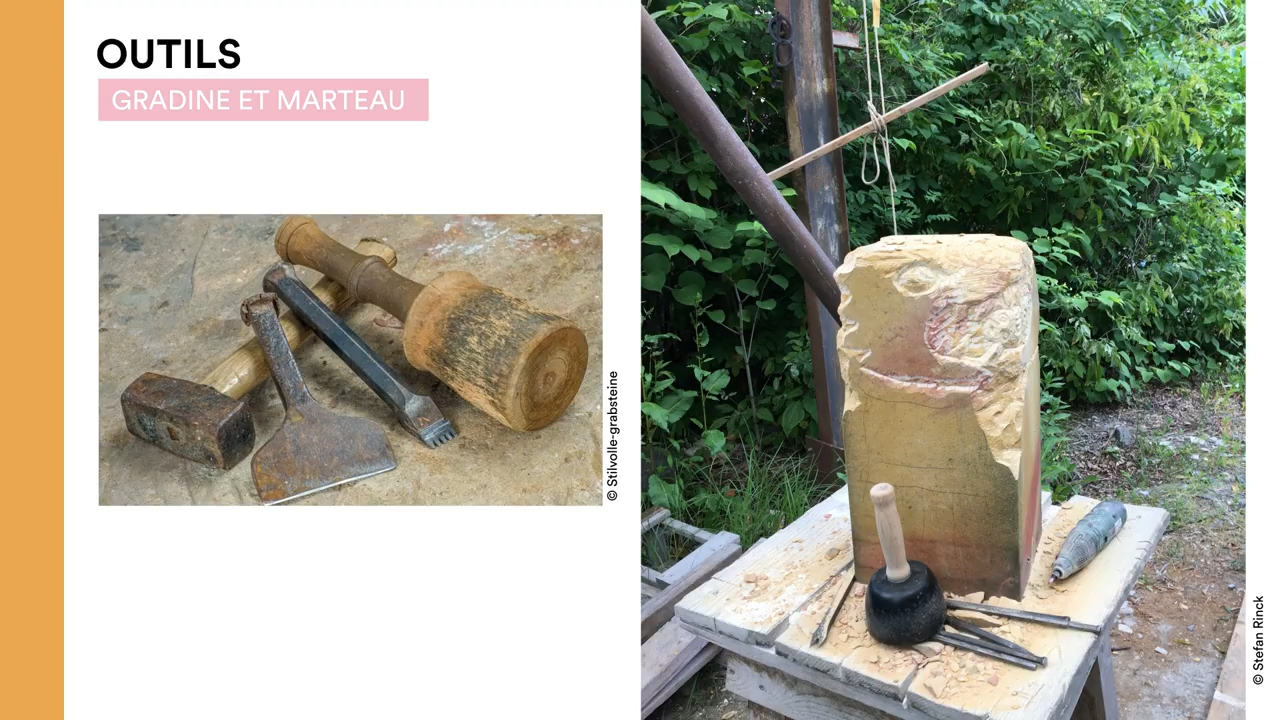 OUTILS
GRADINE ET MARTEAU
© Stilvolle-grabsteine
© Stefan Rinck